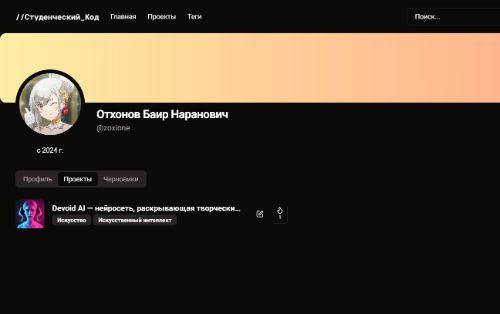 //Студенческий_Код
Главная
Проекты
Теги
Поиск...
Отхонов Баир Наранович
@zoxione
с 2024 г.
Профиль
Проекты
Черновики
Devoid AI — нейросеть, раскрывающая творчески...
Искусство
Искусственный интеллект
1